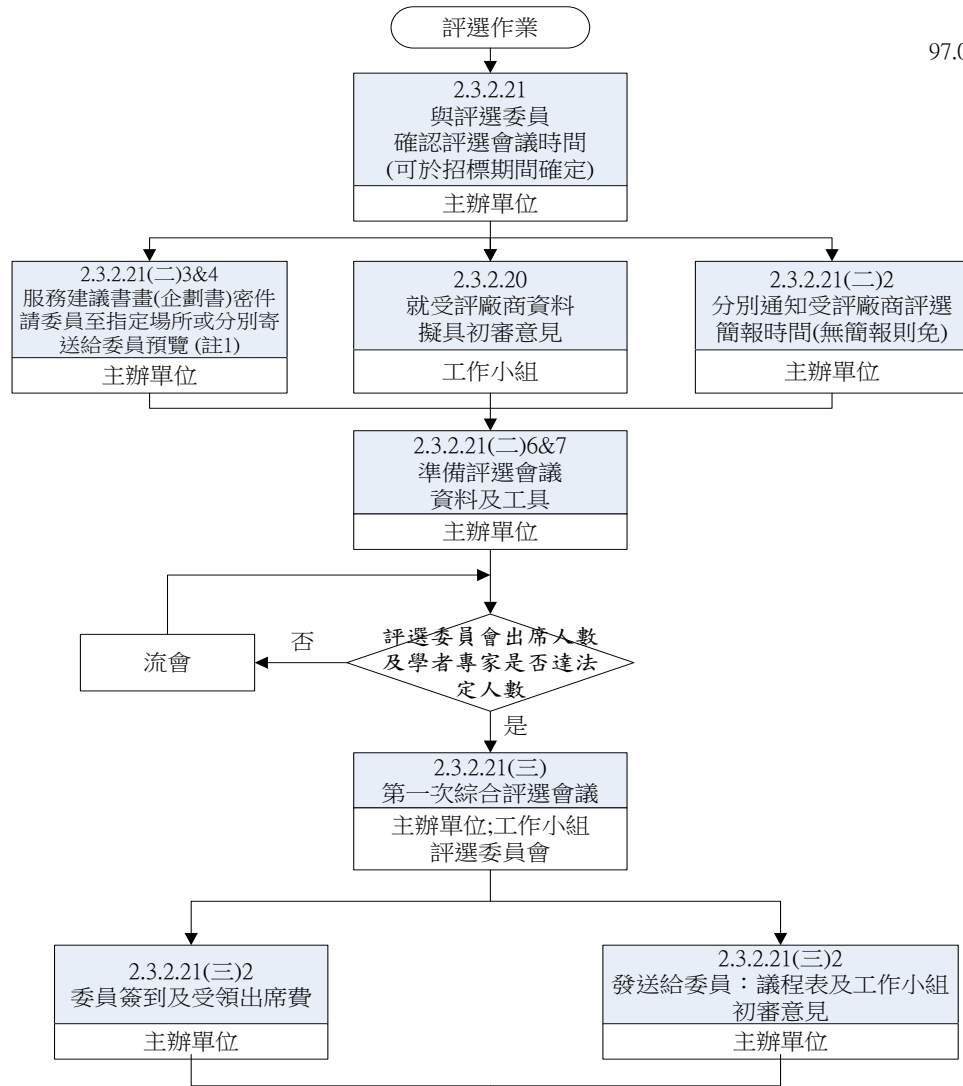 評選作業
97.0
2.3.2.21
與評選委員
確認評選會議時間
(可於招標期間確定)
主辦單位
2.3.2.21(二)3&4
服務建議書畫(企劃書)密件
請委員至指定場所或分別寄
送給委員預覽 (註1)
主辦單位
2.3.2.20
就受評廠商資料
擬具初審意見
工作小組
2.3.2.21(二)2
分別通知受評廠商評選
簡報時間(無簡報則免)
主辦單位
2.3.2.21(二)6&7
準備評選會議
資料及工具
主辦單位
評選委員會出席人數
及學者專家是否達法
定人數
否
流會
是
2.3.2.21(三)
第一次綜合評選會議
主辦單位;工作小組
評選委員會
2.3.2.21(三)2
委員簽到及受領出席費
主辦單位
2.3.2.21(三)2
發送給委員：議程表及工作小組
初審意見
主辦單位